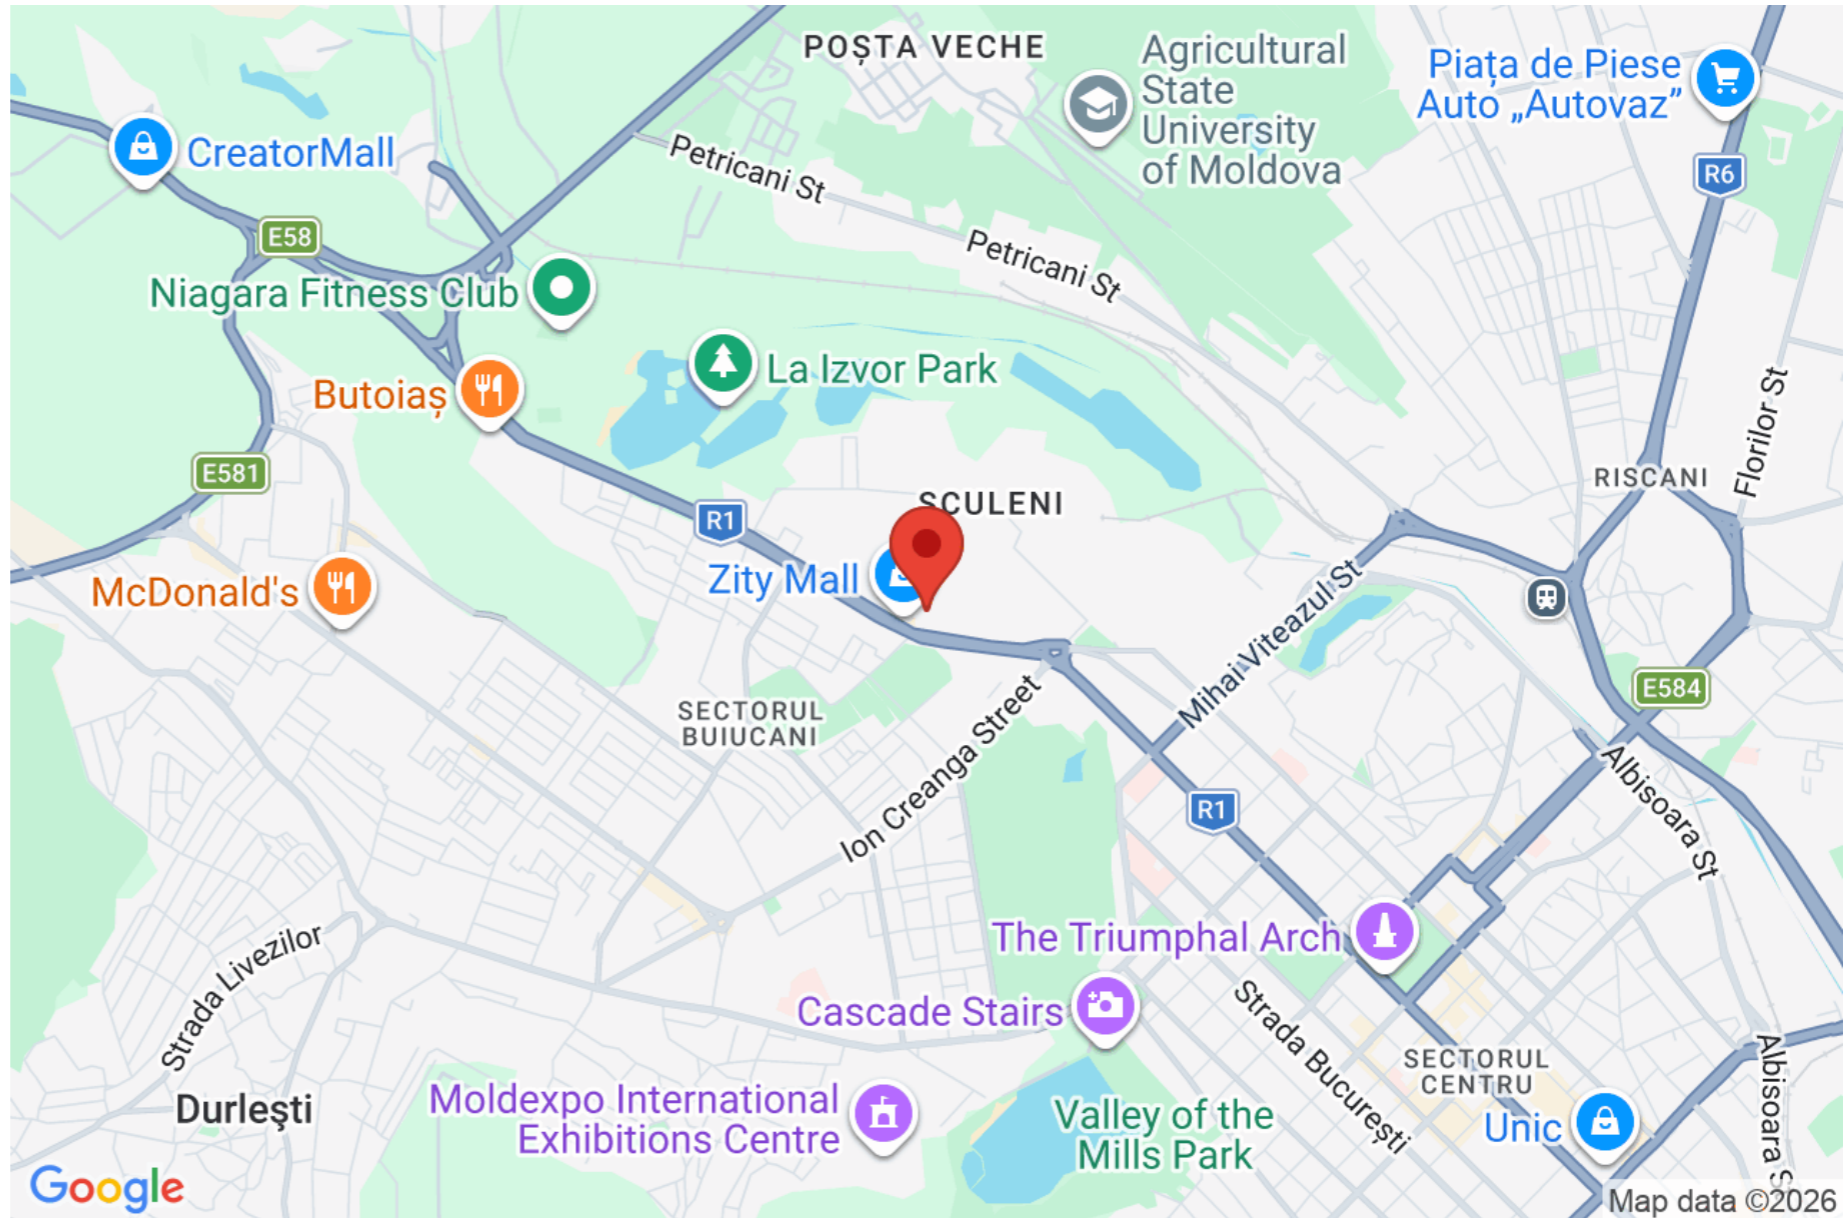 POȘTA VECHE
Agricultural
State
University
of Moldova
Piața de Piese
Auto „Autovaz”
CreatorMall
Petricani St
R6
E58
Petricani St
Niagara Fitness Club
La Izvor Park
Butoiaș
Florilor St
E581
RISCANI
SCULENI
R1
Zity Mall
McDonald's
Mihai Viteazul St
E584
SECTORUL
BUIUCANI
Ion Creanga Street
R1
Albisoara St
The Triumphal Arch
Strada Livezilor
Cascade Stairs
Strada București
SECTORUL
CENTRU
Albisoara S
Durleşti
Moldexpo International
Exhibitions Centre
Valley of the
Mills Park
Unic
Google
Map data ©2026